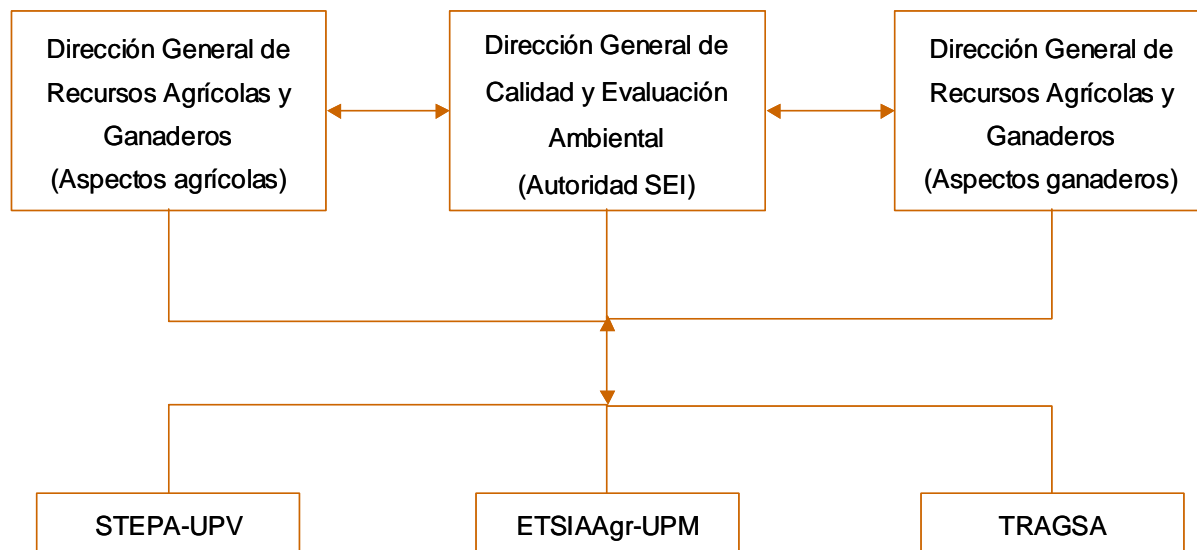 Dirección General de
Recursos Agrícolas y
Ganaderos
(Aspectos agrícolas)
Dirección General de
Calidad y Evaluación
Ambiental
(Autoridad SEI)
Dirección General de
Recursos Agrícolas y
Ganaderos
(Aspectos ganaderos)
STEPA-UPV
ETSIAAgr-UPM
TRAGSA